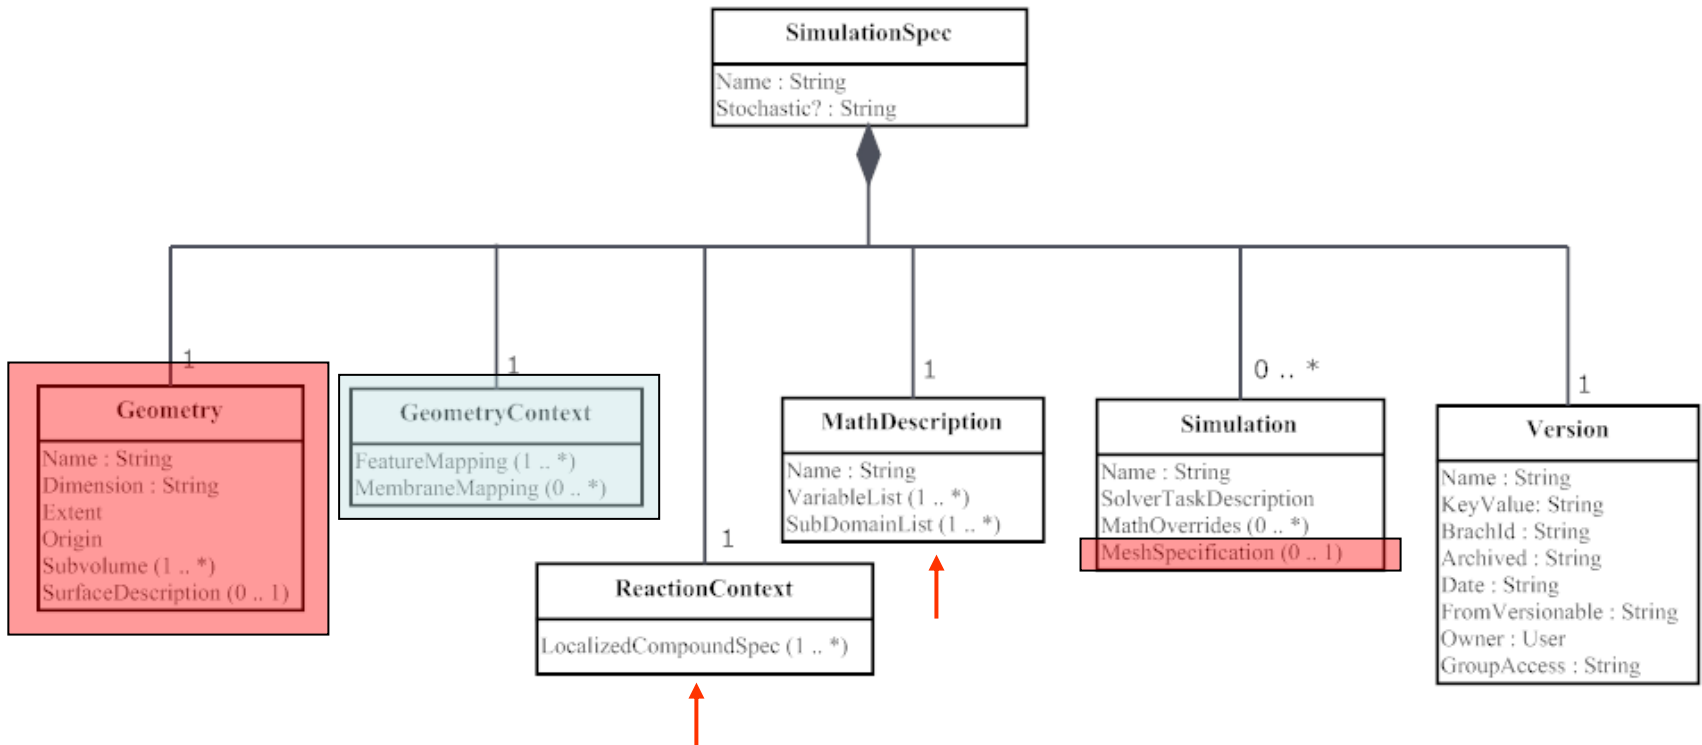 SimulationSpec
Name : String
Stochastic? : String
1
Geometry
Name : String
Dimension : String
Extent
Origin
Subvolume (1 .. *)
SurfaceDescription (0 .. 1)
1
GeometryContext
FeatureMapping (1 .. *)
MembraneMapping (0 .. *)
1
ReactionContext
LocalizedCompoundSpec (1 .. *)
1
MathDescription
Name : String
VariableList (1 .. *)
SubDomainList (1 .. *)
0 .. *
Simulation
Name : String
SolverTaskDescription
MathOverrides (0 .. *)
MeshSpecification (0 .. 1)
1
Version
Name : String
KeyValue: String
BrachId : String
Archived : String
Date : String
FromVersionable : String
Owner : User
GroupAccess : String